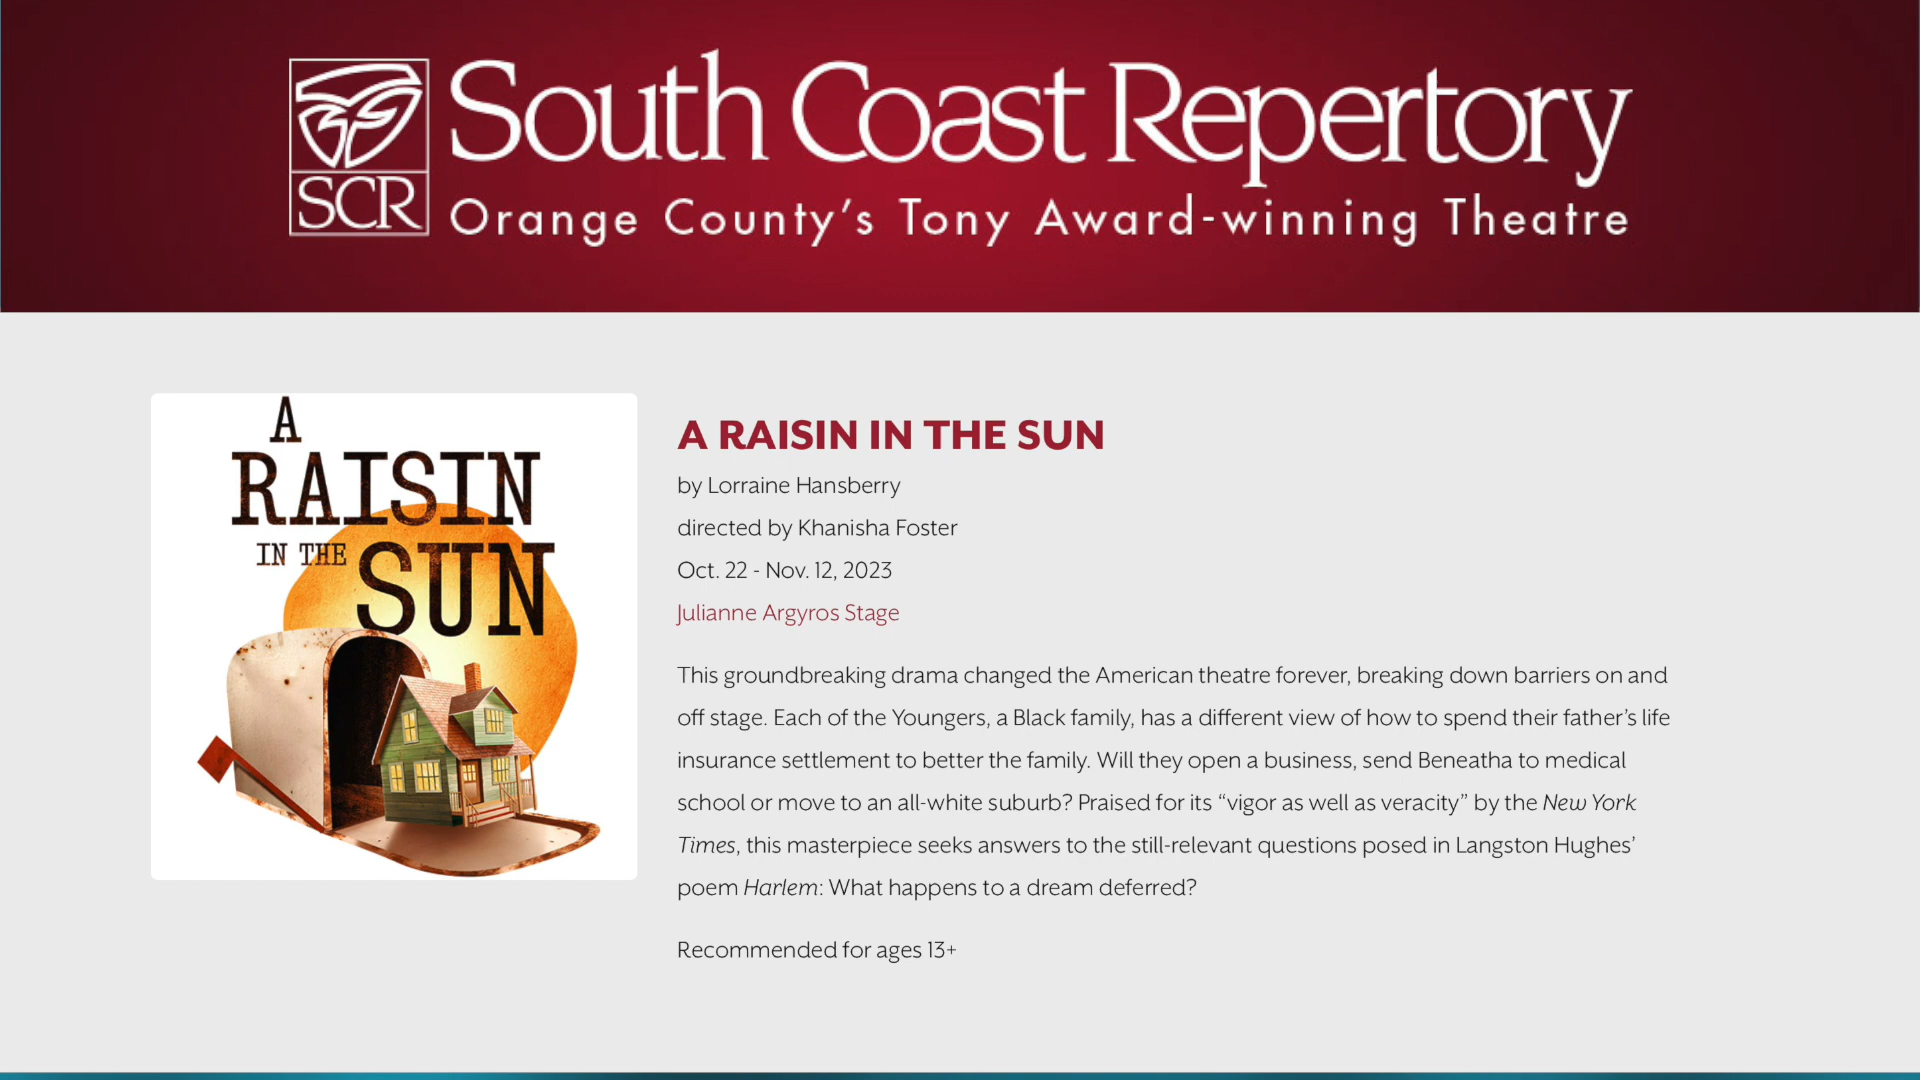 South Coast Repertory
SCR
Orange County’s Tony Award-winning Theatre
A
RAISIN
IN THE
SUN
A RAISIN IN THE SUN
by Lorraine Hansberry
directed by Khanisha Foster
Oct. 22 - Nov. 12, 2023
Julianne Argyros Stage
This groundbreaking drama changed the American theatre forever, breaking down barriers on and
off stage. Each of the Youngers, a Black family, has a different view of how to spend their father’s life
insurance settlement to better the family. Will they open a business, send Beneatha to medical
school or move to an all-white suburb? Praised for its “vigor as well as veracity” by the New York
Times, this masterpiece seeks answers to the still-relevant questions posed in Langston Hughes’
poem Harlem: What happens to a dream deferred?
Recommended for ages 13+